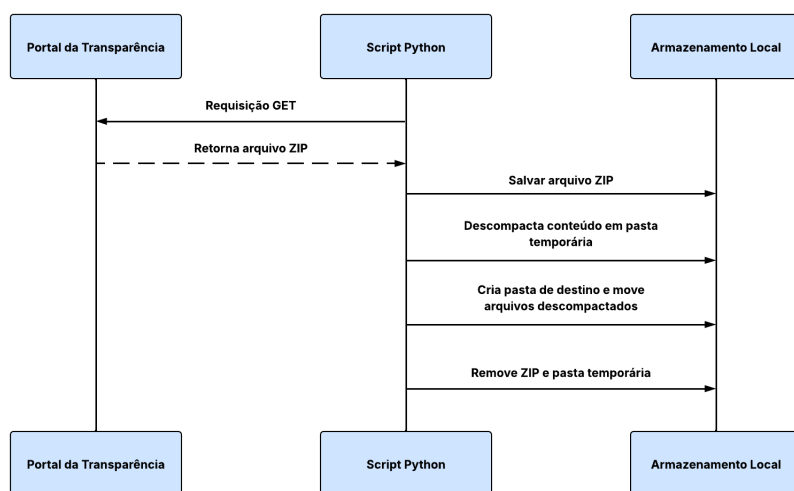 Portal da Transparência
Script Python
Armazenamento Local
Requisição GET
Retorna arquivo ZIP
Salvar arquivo ZIP
Descompacta conteúdo em pasta
temporária
Cria pasta de destino e move
arquivos descompactados
Remove ZIP e pasta temporária
Portal da Transparência
Script Python
Armazenamento Local